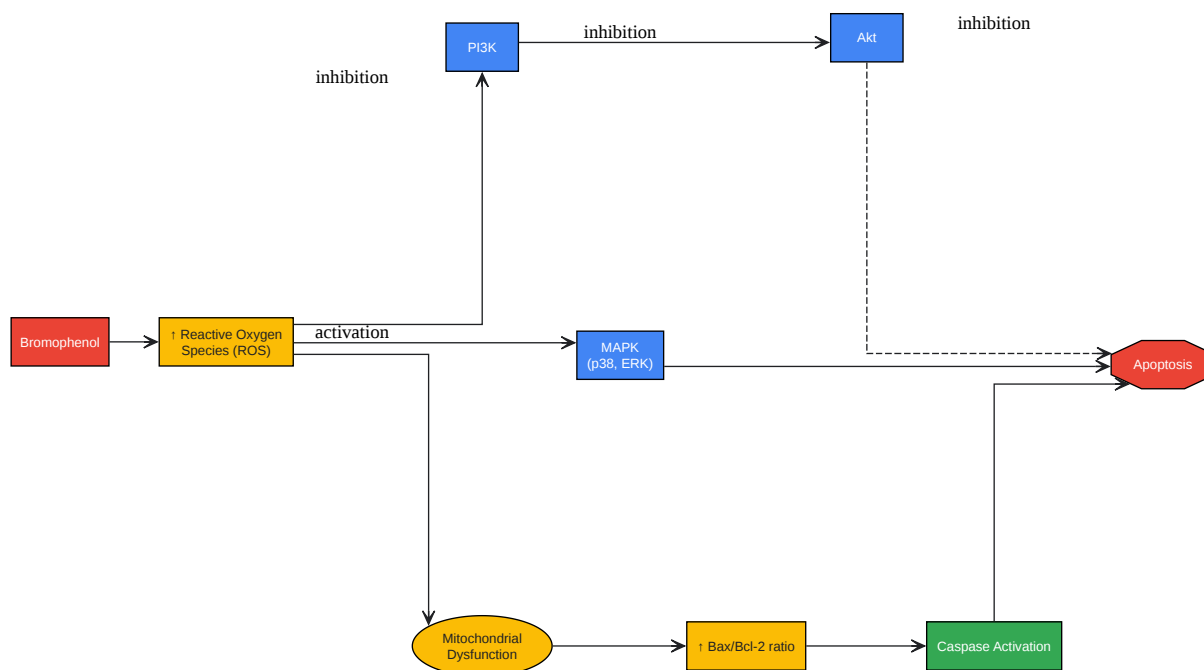 inhibition
PI3K
inhibition
Akt
inhibition
Bromophenol
↑ Reactive Oxygen
Species (ROS)
activation
MAPK
(p38, ERK)
Apoptosis
Mitochondrial
Dysfunction
↑ Bax/Bcl-2 ratio
Caspase Activation